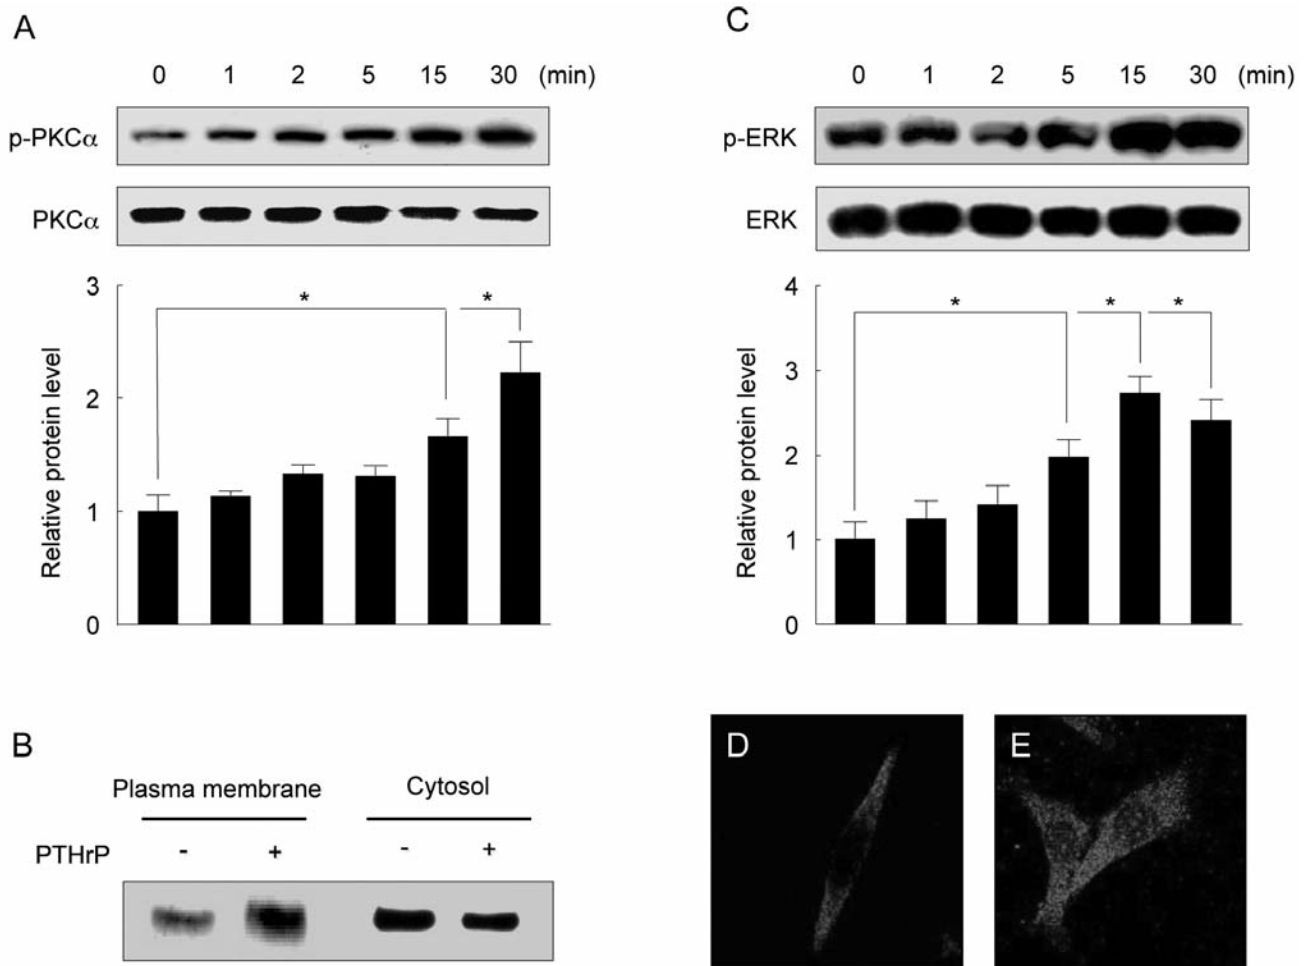 A
0 1 2 5 15 30 (min)
p-PKCα
PKCα
3
2
1
0
Relative protein level
* *
B
Plasma membrane Cytosol
PTHrP - + - +
C
0 1 2 5 15 30 (min)
p-ERK
ERK
4
3
2
1
0
Relative protein level
* * *
D
E